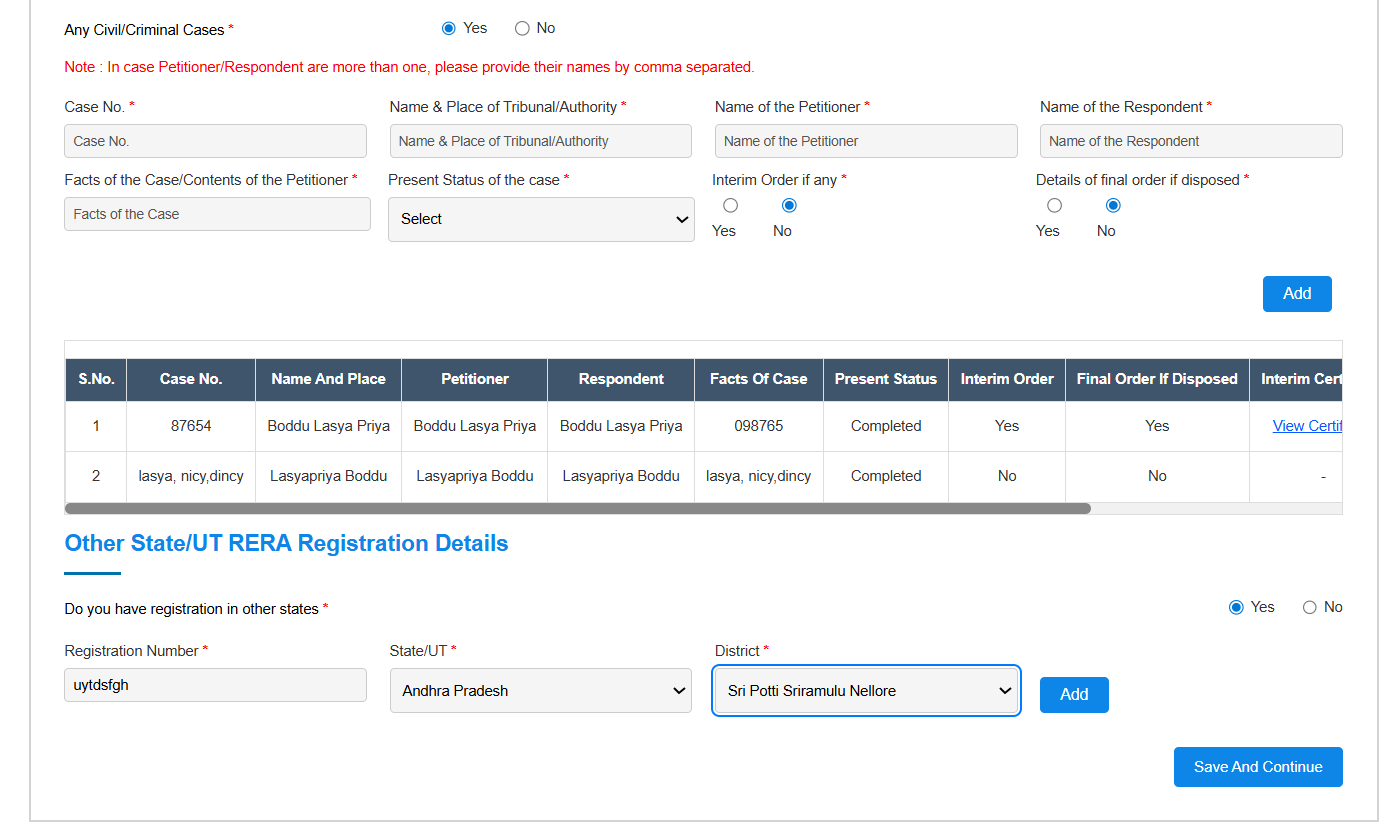 Any Civil/Criminal Cases * Yes No
Note : In case Petitioner/Respondent are more than one, please provide their names by comma separated.
Case No. * Name & Place of Tribunal/Authority * Name of the Petitioner * Name of the Respondent *
Case No. Name & Place of Tribunal/Authority Name of the Petitioner Name of the Respondent
Facts of the Case/Contents of the Petitioner * Present Status of the case * Interim Order if any * Details of final order if disposed *
Facts of the Case Select
Yes No Yes No
Add
S.No. Case No. Name And Place Petitioner Respondent Facts Of Case Present Status Interim Order Final Order If Disposed Interim Cert
1 87654 Boddu Lasya Priya Boddu Lasya Priya Boddu Lasya Priya 098765 Completed Yes Yes View Certif
2 lasya, nicy,dincy Lasyapriya Boddu Lasyapriya Boddu Lasyapriya Boddu lasya, nicy,dincy Completed No No -
Other State/UT RERA Registration Details
Do you have registration in other states * Yes No
Registration Number * State/UT * District *
uytdsfgh Andhra Pradesh Sri Potti Sriramulu Nellore Add
Save And Continue